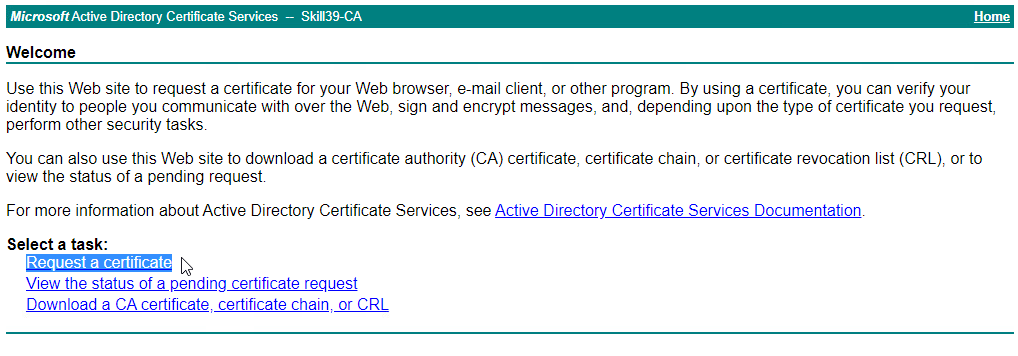 Microsoft Active Directory Certificate Services -- Skill39-CA Home
Welcome
Use this Web site to request a certificate for your Web browser, e-mail client, or other program. By using a certificate, you can verify your
identity to people you communicate with over the Web, sign and encrypt messages, and, depending upon the type of certificate you request,
perform other security tasks.
You can also use this Web site to download a certificate authority (CA) certificate, certificate chain, or certificate revocation list (CRL), or to
view the status of a pending request.
For more information about Active Directory Certificate Services, see Active Directory Certificate Services Documentation.
Select a task:
Request a certificate
View the status of a pending certificate request
Download a CA certificate, certificate chain, or CRL